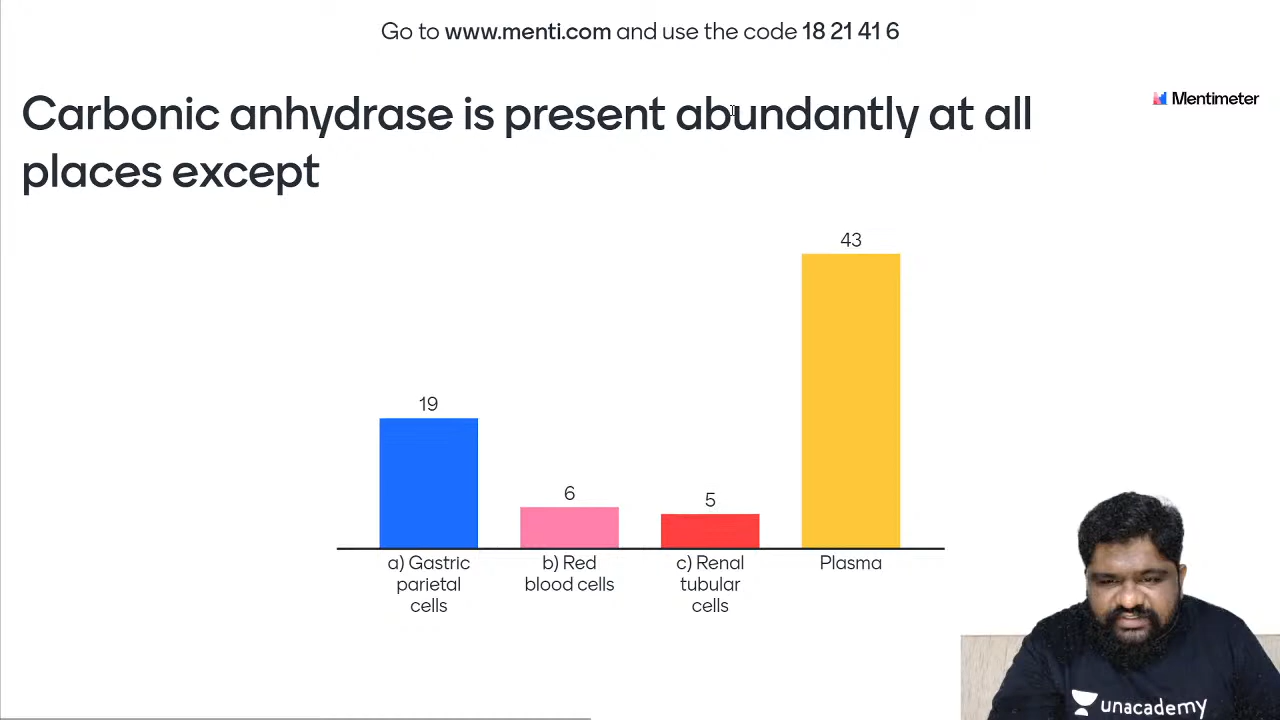 Go to www.menti.com and use the code 18 21 41 6
Carbonic anhydrase is present abundantly at all
places except
Mentimeter
43
19
6
5
a) Gastric
parietal
cells
b) Red
blood cells
c) Renal
tubular
cells
Plasma
unacademy